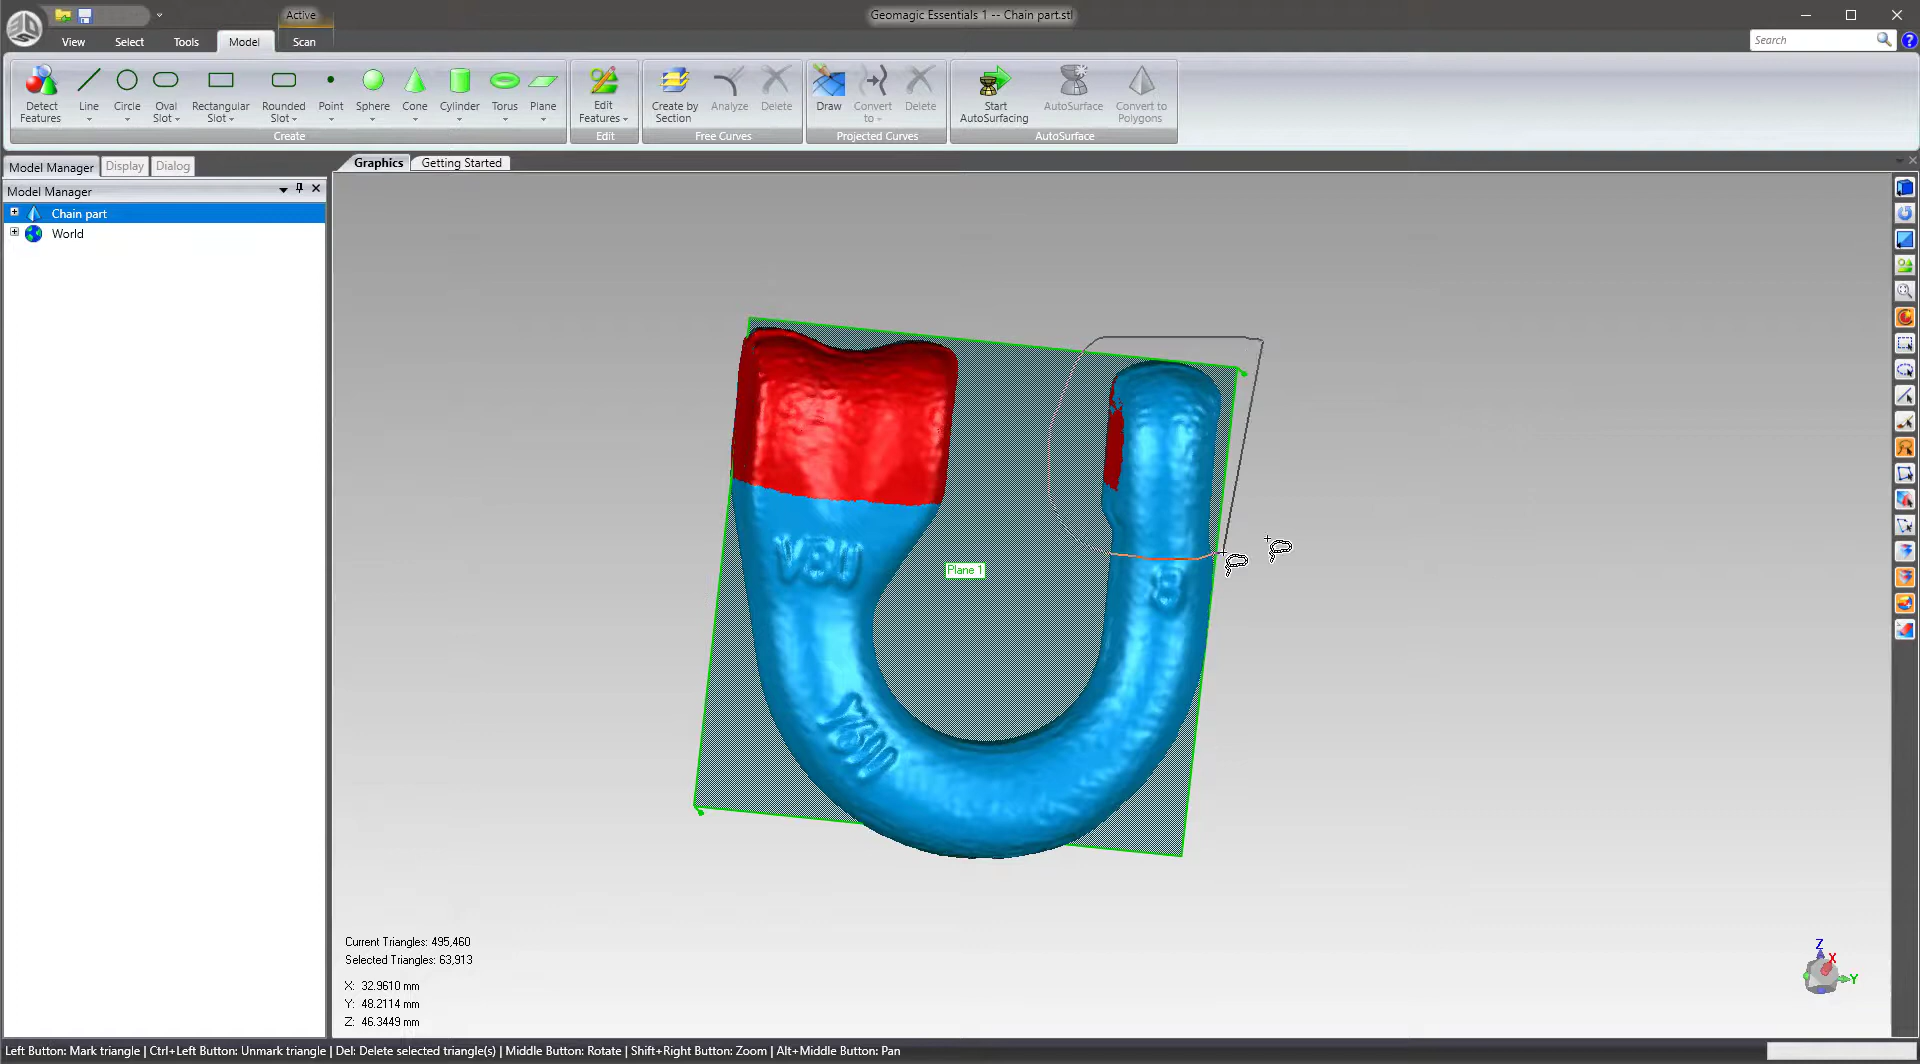 Active
Geomagic Essentials 1 -- Chain part.stl
View Select Tools Model Scan
Search
Detect Features
Line
Circle
Oval Slot
Rectangular Slot
Rounded Slot
Point
Sphere
Cone
Cylinder
Torus
Plane
Edit Features
Create by Section
Analyze
Delete
Draw
Convert to
Delete
Start AutoSurfacing
AutoSurface
Convert to Polygons
Create
Edit
Free Curves
Projected Curves
AutoSurface
Model Manager Display Dialog
Graphics Getting Started
Model Manager
Chain part
World
Plane 1
8
Current Triangles: 495,460
Selected Triangles: 63,913
X: 32.9610 mm
Y: 48.2114 mm
Z: 46.3449 mm
Z
X
Y
Left Button: Mark triangle | Ctrl+Left Button: Unmark triangle | Del: Delete selected triangle(s) | Middle Button: Rotate | Shift+Right Button: Zoom | Alt+Middle Button: Pan